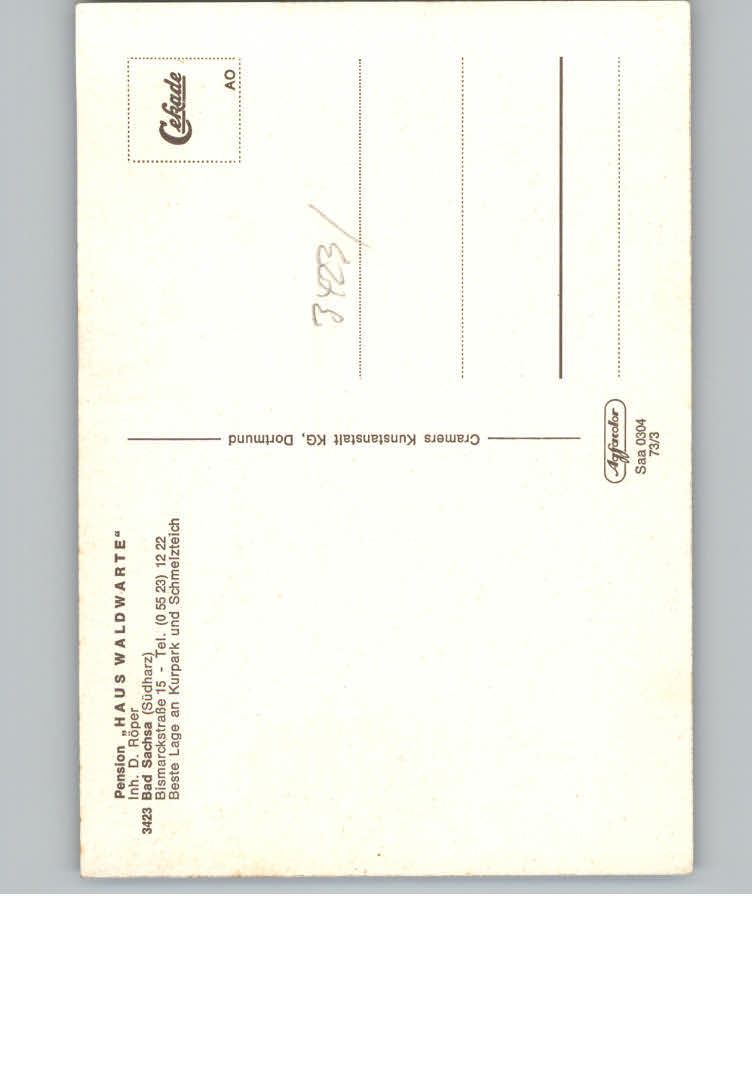 Pension „HAUS WALDWARTE“
Inh. D. Röper
3423 Bad Sachsa (Südharz)
Bismarckstraße 15 - Tel. (0 55 23) 12 22
Beste Lage an Kurpark und Schmelzteich
Cekade
AO
3423/
Cramers Kunstanstalt KG, Dortmund
Agfacolor
Saa 0304
73/3